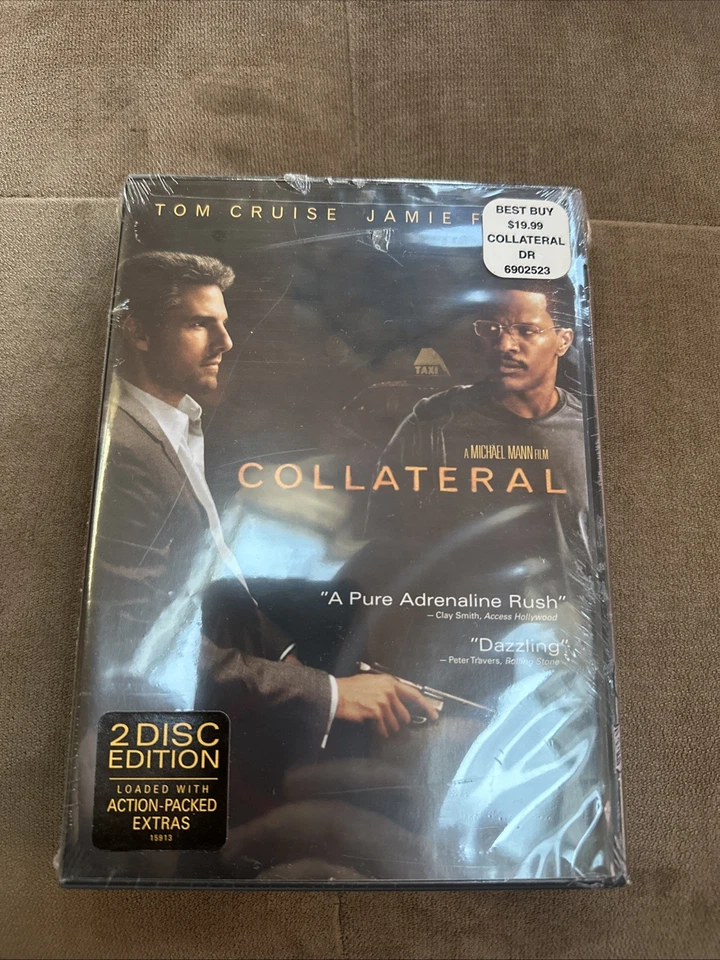 TOM CRUISE JAMIE F
BEST BUY
$19.99
COLLATERAL
DR
6902523
TAXI
A MICHAEL MANN FILM
COLLATERAL
"A Pure Adrenaline Rush"
– Clay Smith, Access Hollywood
"Dazzling"
– Peter Travers, Rolling Stone
2 DISC
EDITION
LOADED WITH
ACTION-PACKED
EXTRAS
15913